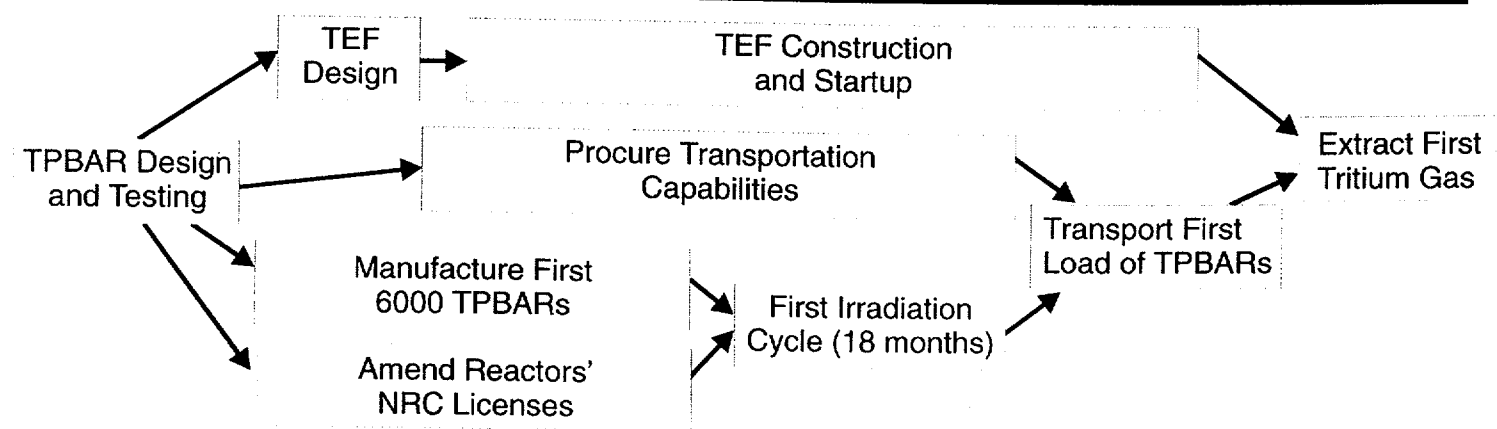 TEF
Design
TEF Construction
and Startup
TPBAR Design
and Testing
Procure Transportation
Capabilities
Extract First
Tritium Gas
Transport First
Load of TPBARs
Manufacture First
6000 TPBARs
First Irradiation
Cycle (18 months)
Amend Reactors'
NRC Licenses